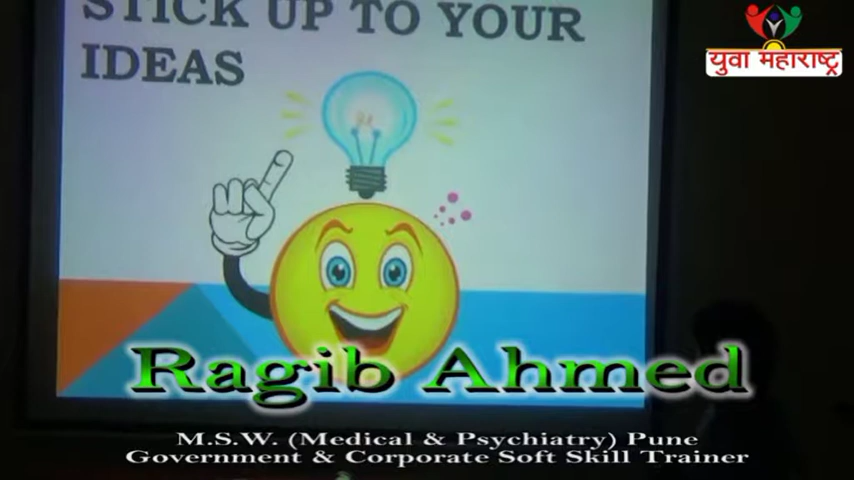 STICK UP TO YOUR
IDEAS
युवा महाराष्ट्र
Ragib Ahmed
M.S.W. (Medical & Psychiatry) Pune
Government & Corporate Soft Skill Trainer